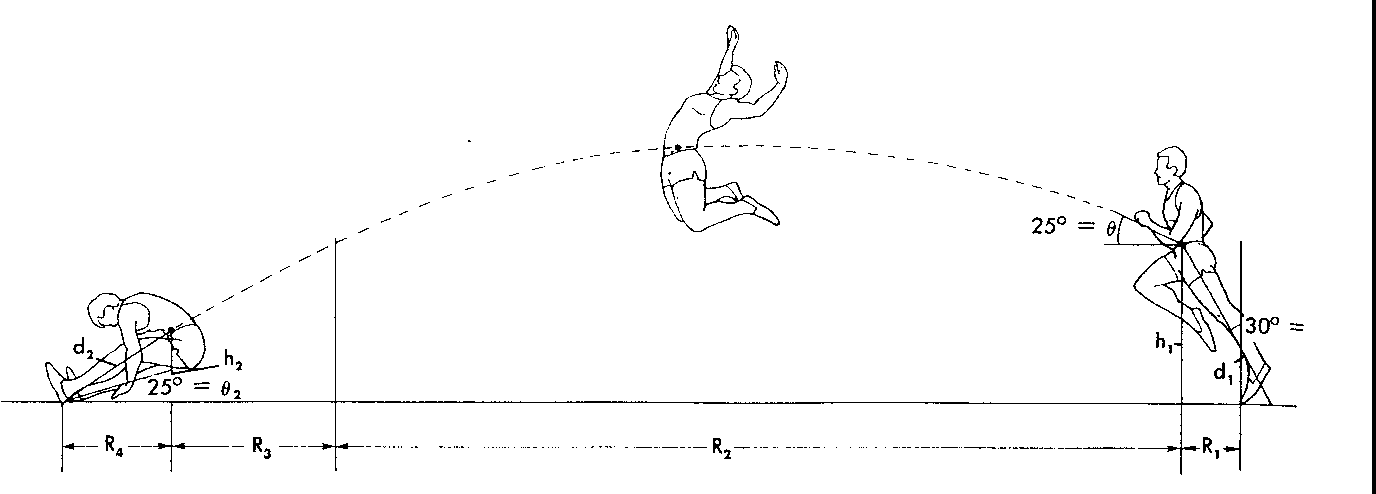 25° = θ
30° =
h₁
d₁
d₂
h₂
25° = θ₂
R₄
R₃
R₂
R₁